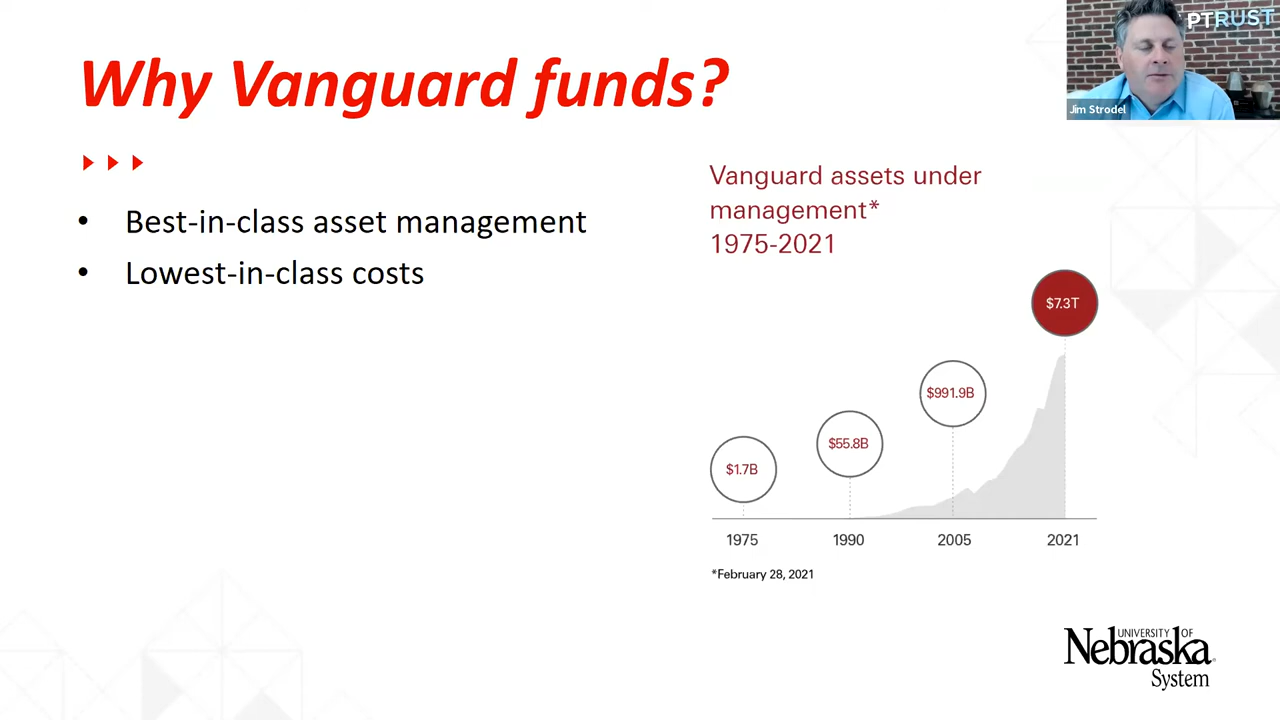 Why Vanguard funds?
PTRUST
Jim Strodel
• Best-in-class asset management
• Lowest-in-class costs
Vanguard assets under
management*
1975-2021
$7.3T
$991.9B
$55.8B
$1.7B
1975 1990 2005 2021
*February 28, 2021
UNIVERSITY OF
Nebraska
System